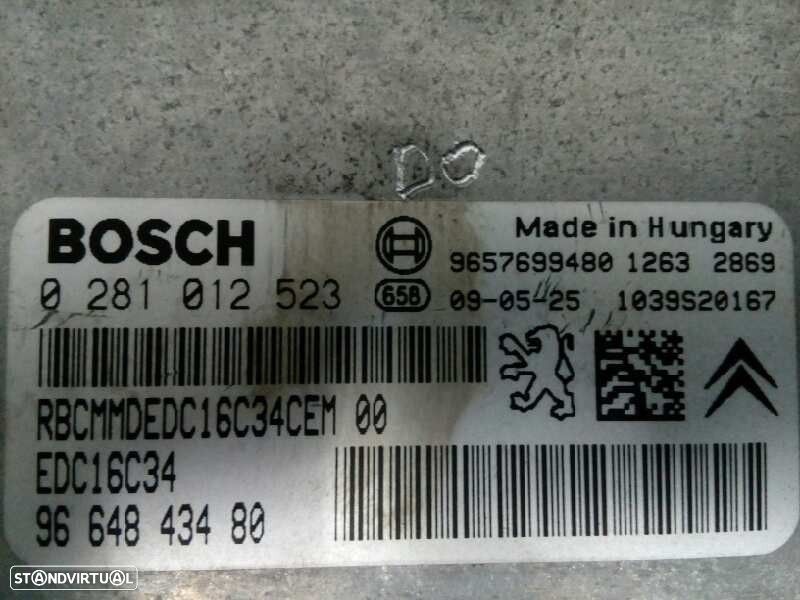 DO
BOSCH
Made in Hungary
9657699480 1263 2869
0 281 012 523
658
09-05-25 1039S20167
RBCMMDEDC16C34CEM 00
EDC16C34
96 648 434 80
STANDVIRTUAL